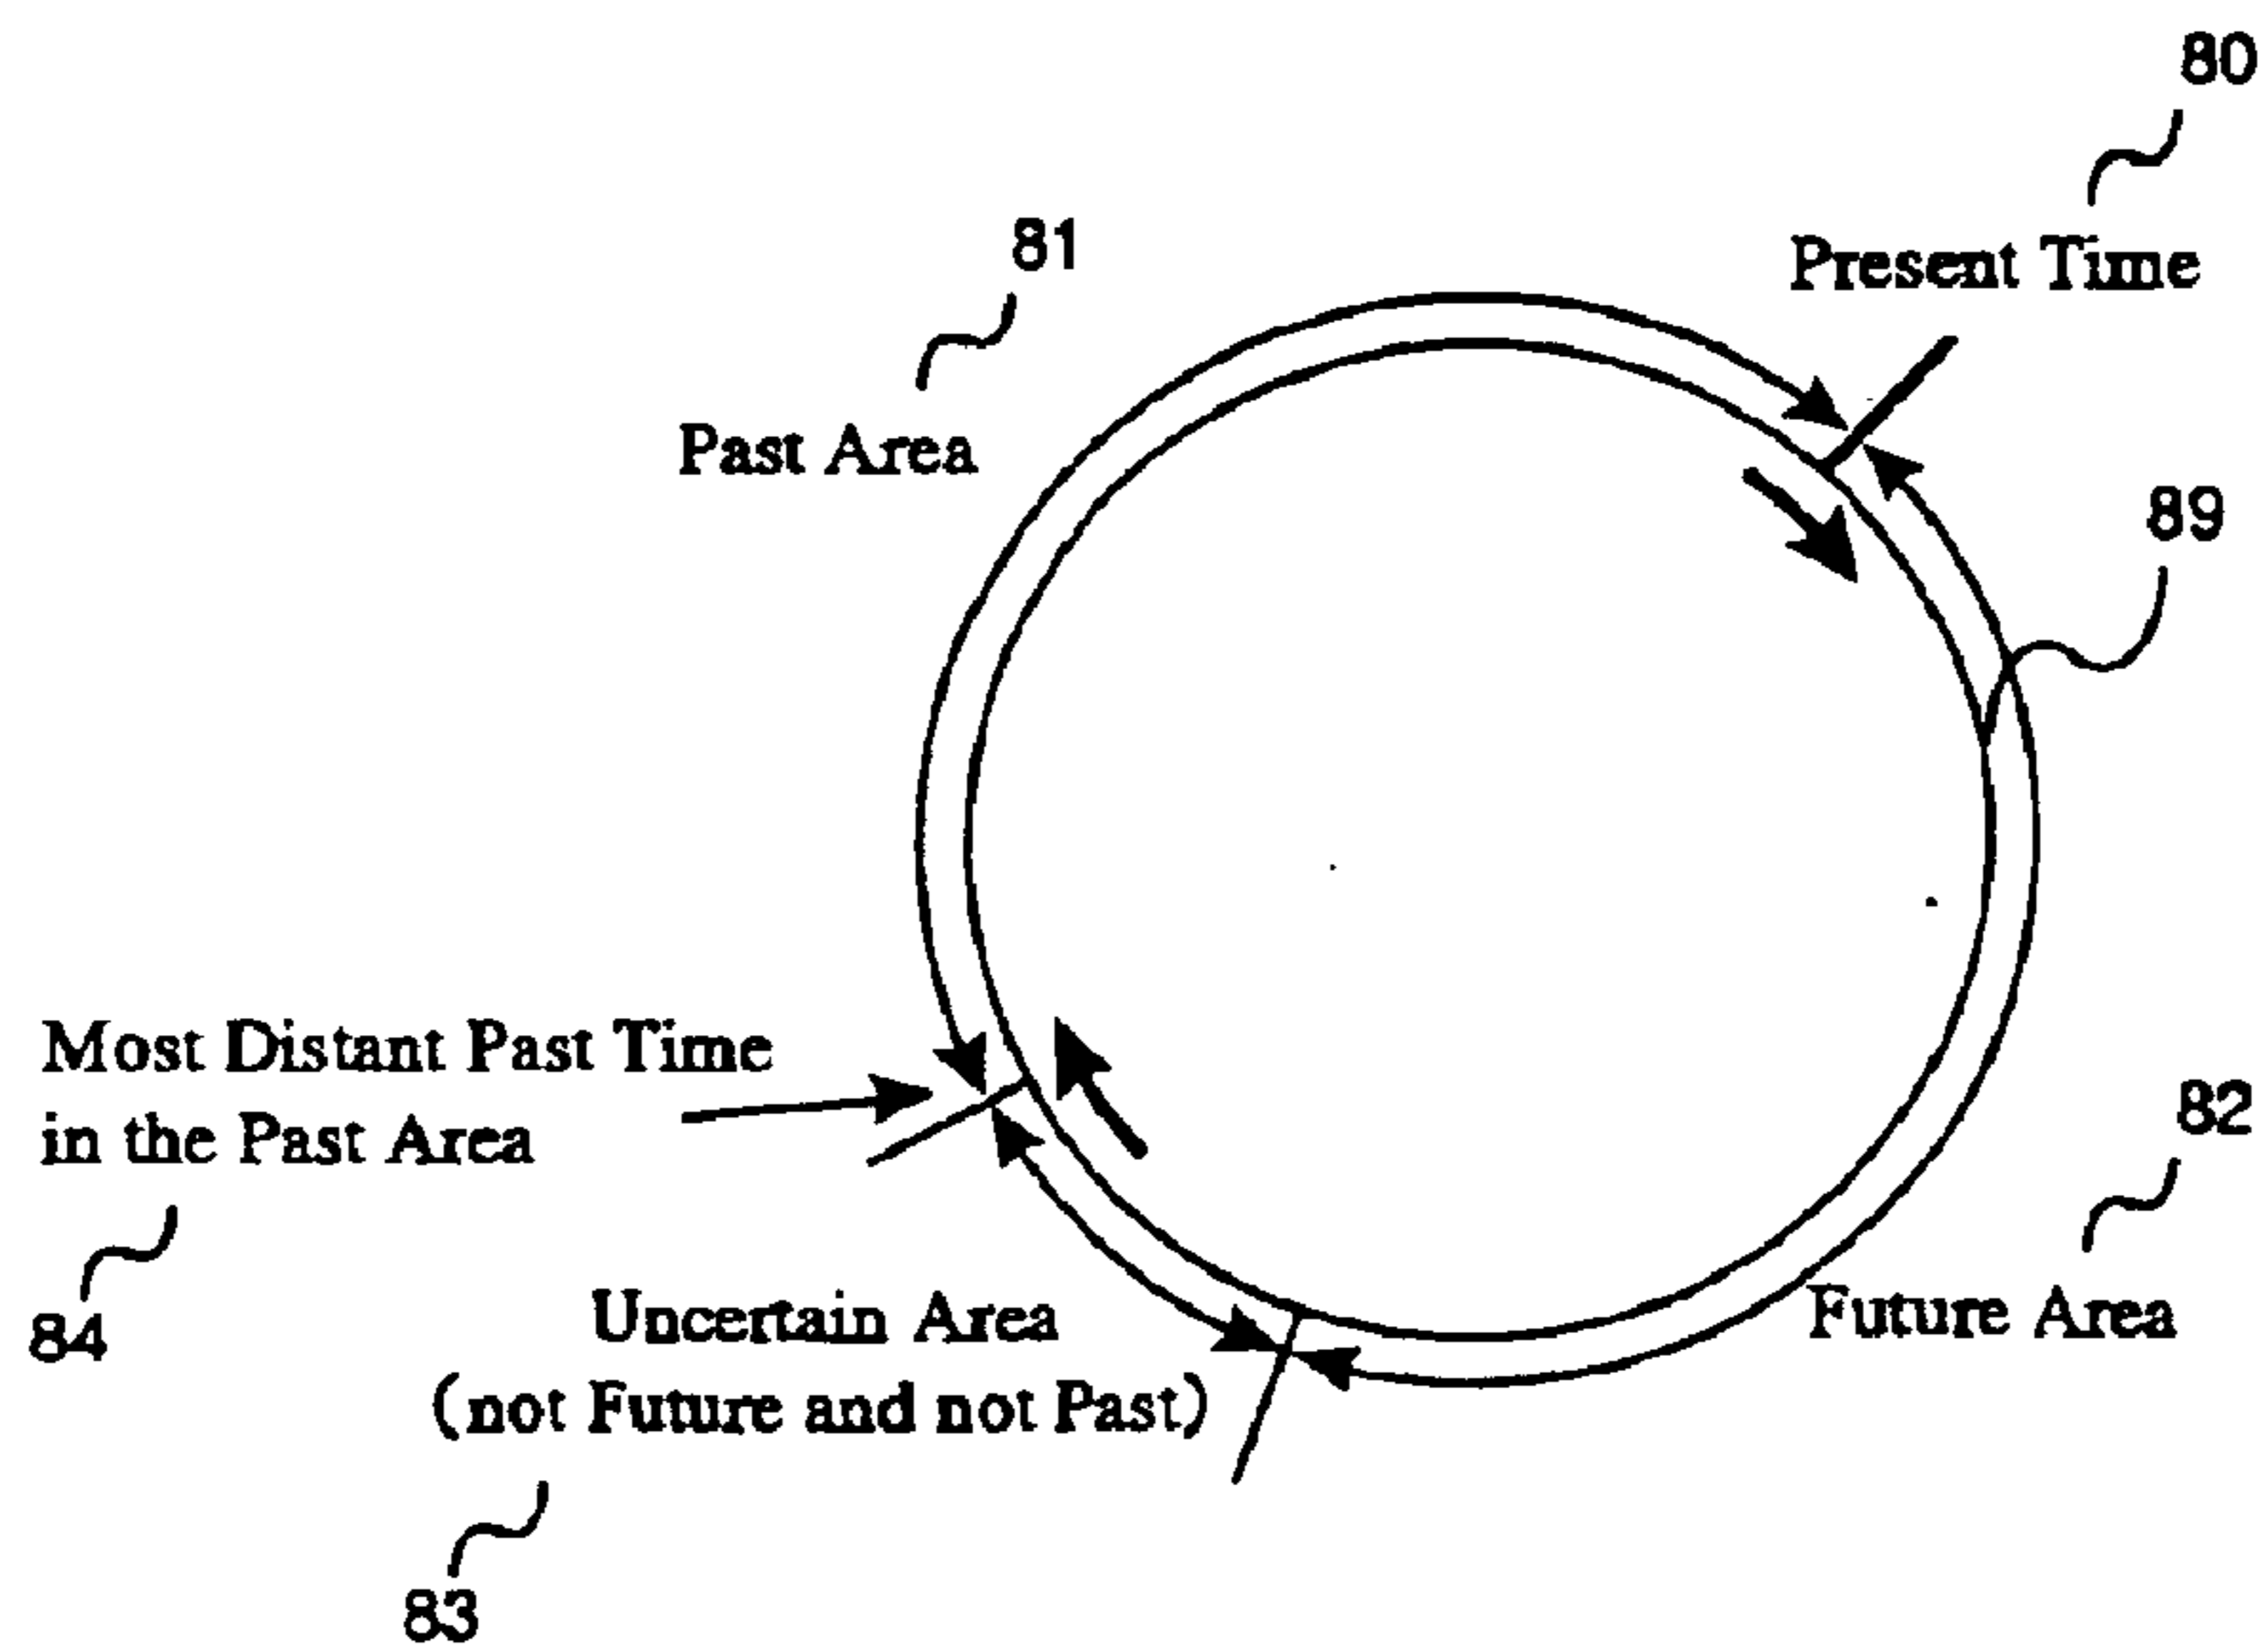 80
Present Time
81
Past Area
89
Most Distant Past Time
in the Past Area
84
82
Future Area
Uncertain Area
(not Future and not Past)
83